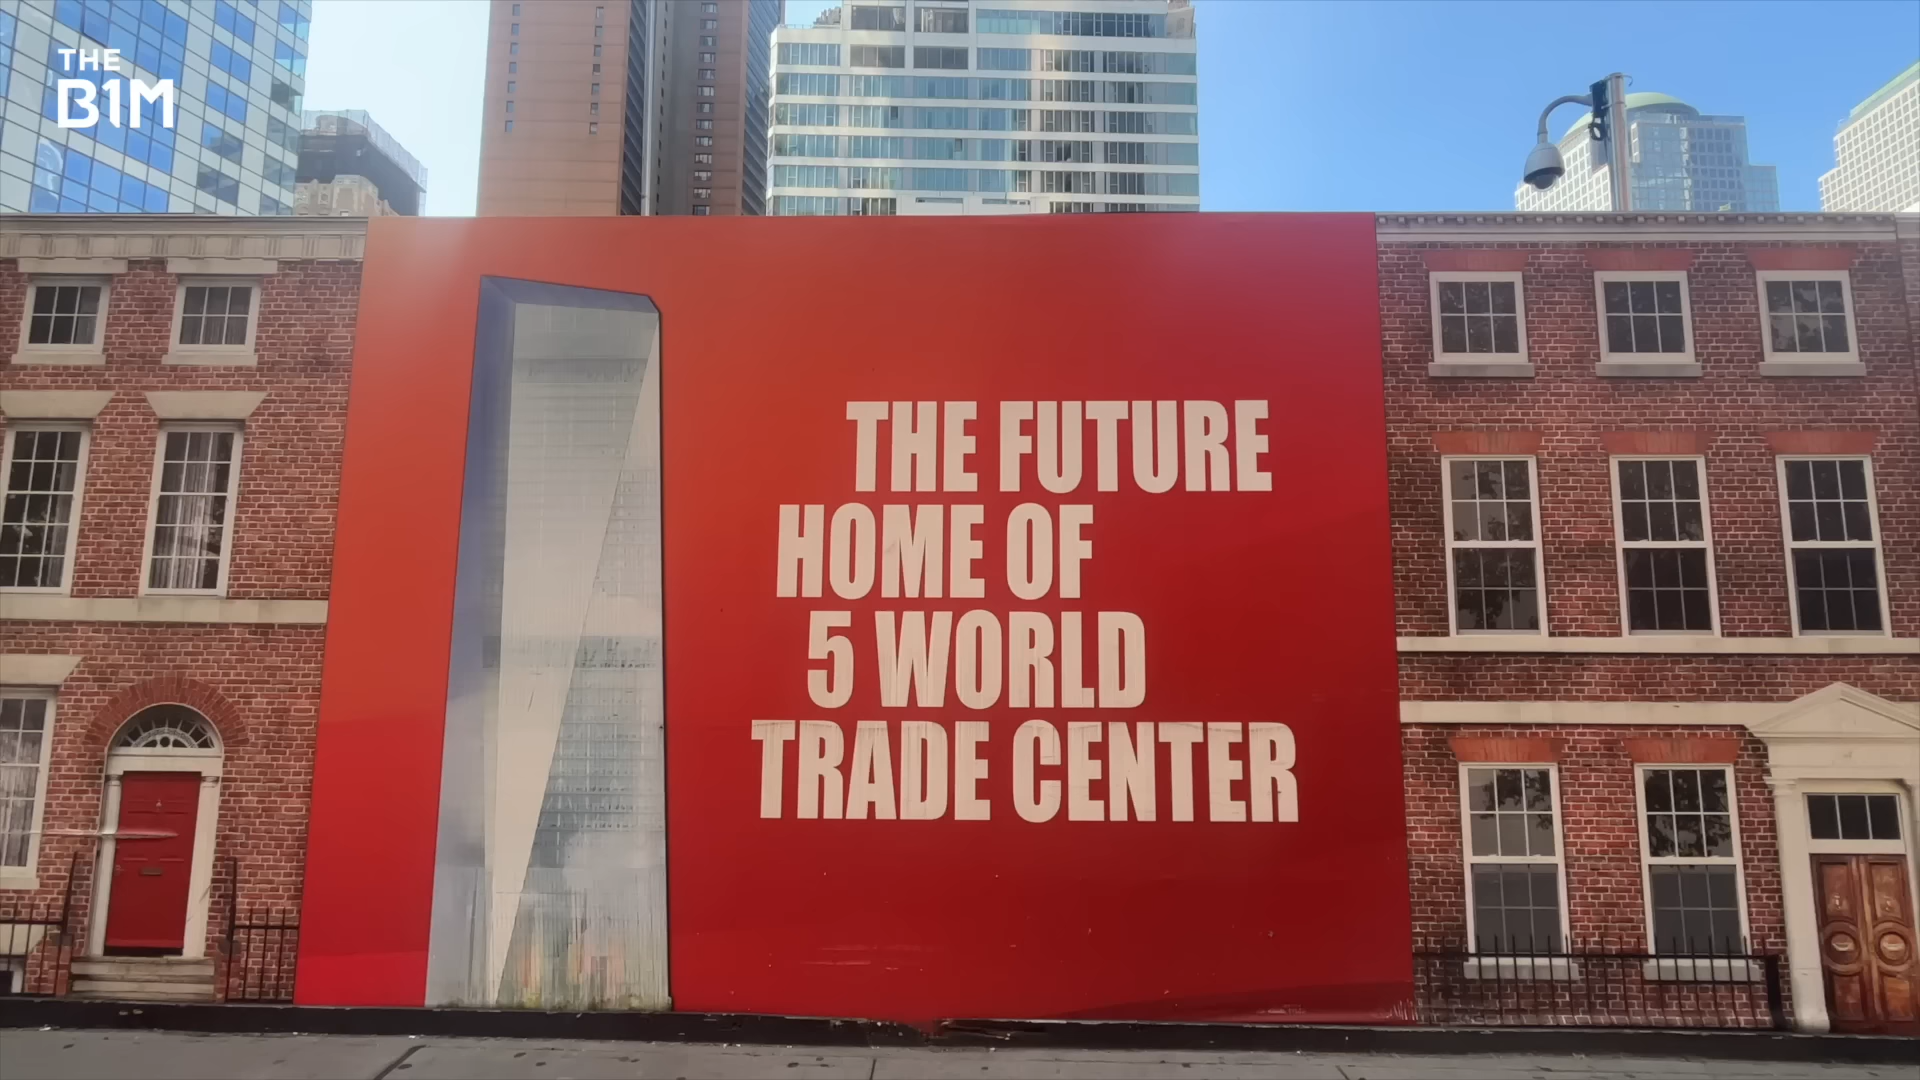 THE
B1M
THE FUTURE
HOME OF
5 WORLD
TRADE CENTER